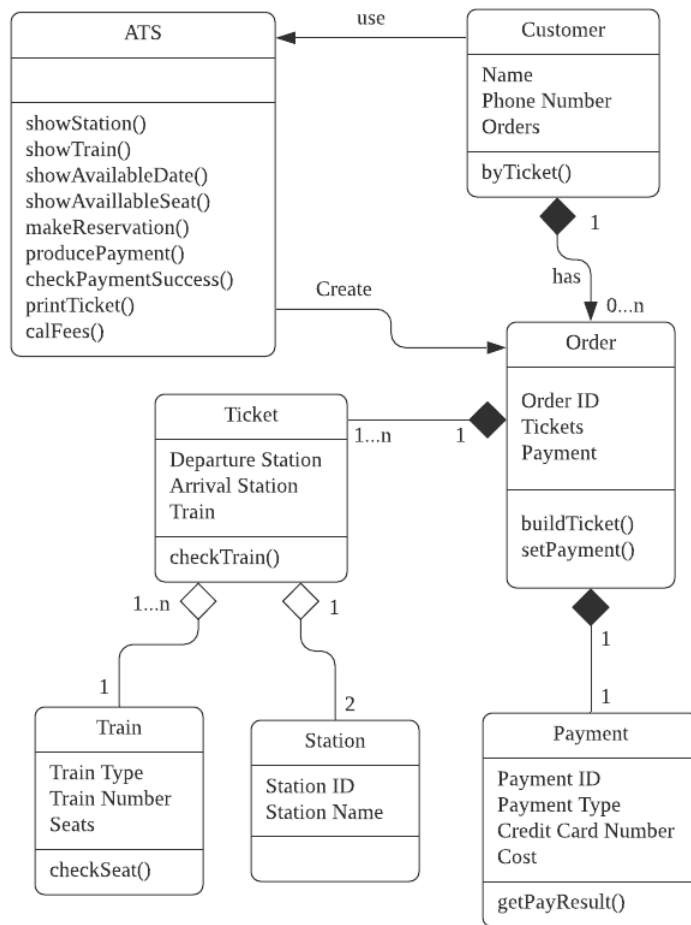 ATS
showStation()
showTrain()
showAvailableDate()
showAvaillableSeat()
makeReservation()
producePayment()
checkPaymentSuccess()
printTicket()
calFees()
use
Customer
Name
Phone Number
Orders
byTicket()
1
has
0...n
Create
Order
Order ID
Tickets
Payment
buildTicket()
setPayment()
Ticket
Departure Station
Arrival Station
Train
checkTrain()
1...n
1
1...n
1
1
2
1
1
Train
Train Type
Train Number
Seats
checkSeat()
Station
Station ID
Station Name
Payment
Payment ID
Payment Type
Credit Card Number
Cost
getPayResult()